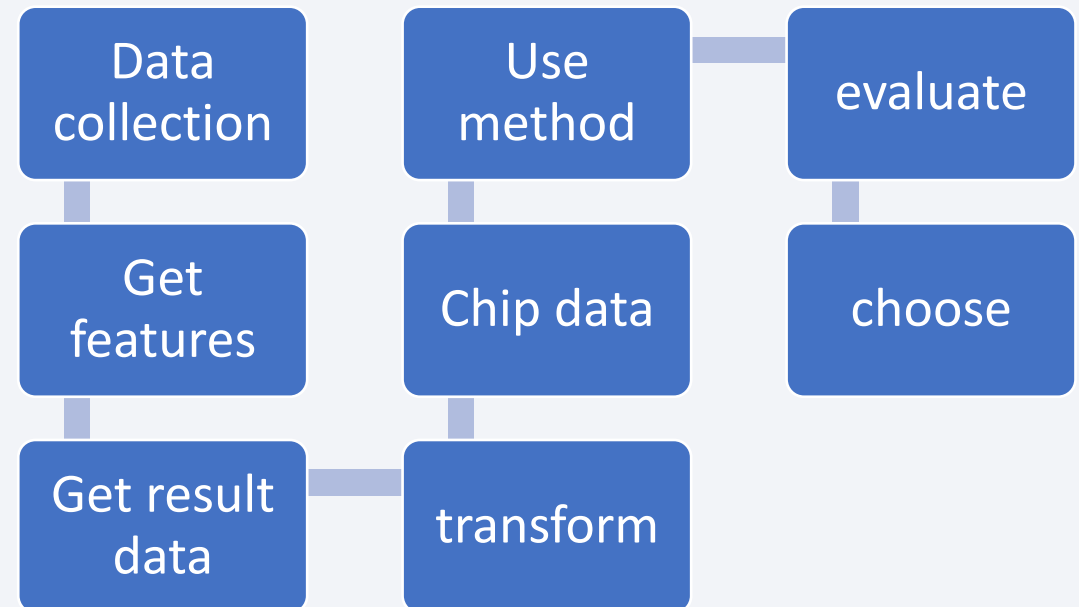 Data
collection
Get
features
Get result
data
transform
Chip data
Use
method
evaluate
choose